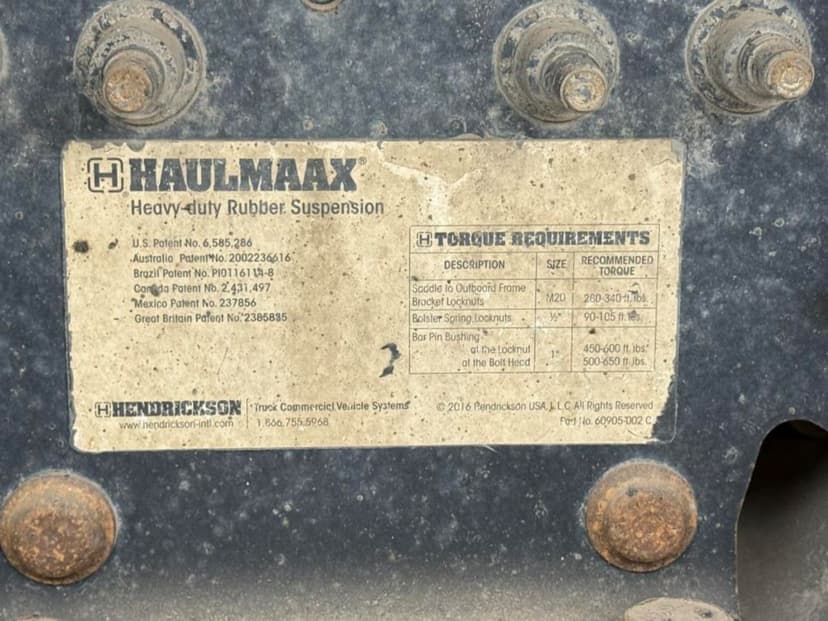 H HAULMAAX®
Heavy-duty Rubber Suspension
U.S. Patent No. 6,585,286
Australia Patent No. 2002236616
Brazil Patent No. PI0116114-8
Canada Patent No. 2,431,497
Mexico Patent No. 237856
Great Britain Patent No. 2385835
H TORQUE REQUIREMENTS
DESCRIPTION SIZE RECOMMENDED TORQUE
Saddle to Outboard Frame Bracket Locknuts M20 280-340 ft. lbs.
Bolster Spring Locknuts ½" 90-105 ft. lbs.
Bar Pin Bushing
at the Locknut 1" 450-600 ft. lbs.
at the Bolt Head 500-650 ft. lbs.
H HENDRICKSON Truck Commercial Vehicle Systems © 2016 Hendrickson USA, L.L.C. All Rights Reserved
www.hendrickson-intl.com 1.866.755.5968 Part No. 60905-002 C